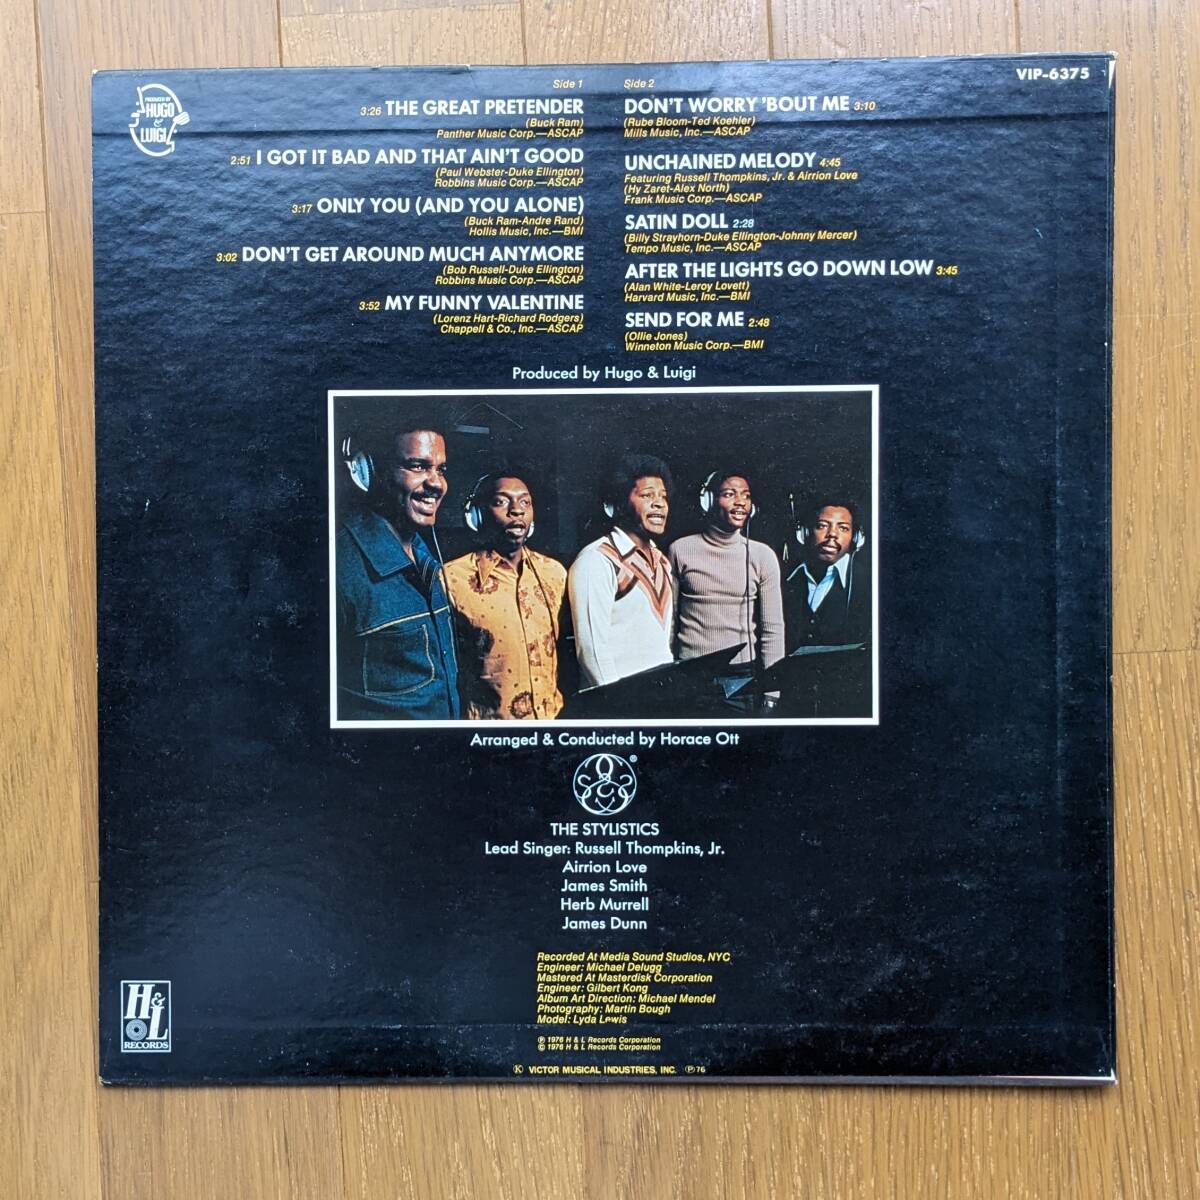 VIP-6375
PRODUCED BY
HUGO
&
LUIGI
Side 1
3:26 THE GREAT PRETENDER
(Buck Ram)
Panther Music Corp.—ASCAP
2:51 I GOT IT BAD AND THAT AIN'T GOOD
(Paul Webster-Duke Ellington)
Robbins Music Corp.—ASCAP
3:17 ONLY YOU (AND YOU ALONE)
(Buck Ram-Andre Rand)
Hollis Music, Inc.—BMI
3:02 DON'T GET AROUND MUCH ANYMORE
(Bob Russell-Duke Ellington)
Robbins Music Corp.—ASCAP
3:52 MY FUNNY VALENTINE
(Lorenz Hart-Richard Rodgers)
Chappell & Co., Inc.—ASCAP
Side 2
DON'T WORRY 'BOUT ME 3:10
(Rube Bloom-Ted Koehler)
Mills Music, Inc.—ASCAP
UNCHAINED MELODY 4:45
Featuring Russell Thompkins, Jr. & Airrion Love
(Hy Zaret-Alex North)
Frank Music Corp.—ASCAP
SATIN DOLL 2:28
(Billy Strayhorn-Duke Ellington-Johnny Mercer)
Tempo Music, Inc.—ASCAP
AFTER THE LIGHTS GO DOWN LOW 3:45
(Alan White-Leroy Lovett)
Harvard Music, Inc.—BMI
SEND FOR ME 2:48
(Ollie Jones)
Winneton Music Corp.—BMI
Produced by Hugo & Luigi
Arranged & Conducted by Horace Ott
®
THE STYLISTICS
Lead Singer: Russell Thompkins, Jr.
Airrion Love
James Smith
Herb Murrell
James Dunn
Recorded At Media Sound Studios, NYC
Engineer: Michael Delugg
Mastered At Masterdisk Corporation
Engineer: Gilbert Kong
Album Art Direction: Michael Mendel
Photography: Martin Bough
Model: Lyda Lewis
℗ 1976 H & L Records Corporation
© 1976 H & L Records Corporation
H&L
RECORDS
Ⓚ VICTOR MUSICAL INDUSTRIES, INC. ℗76